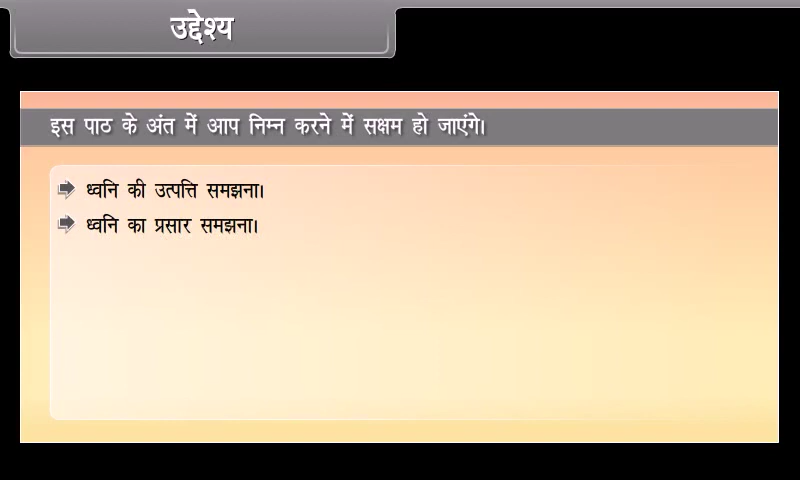 उद्देश्य
इस पाठ के अंत में आप निम्न करने में सक्षम हो जाएंगे।
ध्वनि की उत्पत्ति समझना।
ध्वनि का प्रसार समझना।